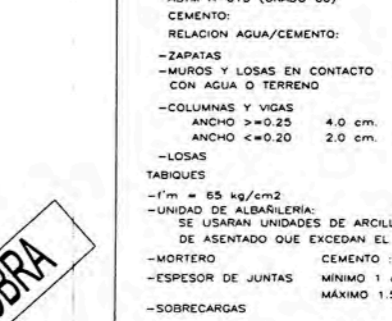 CEMENTO:
RELACION AGUA/CEMENTO:
-ZAPATAS
-MUROS Y LOSAS EN CONTACTO
CON AGUA O TERRENO
-COLUMNAS Y VIGAS
ANCHO >=0.25 4.0 cm.
ANCHO <=0.20 2.0 cm.
-LOSAS
TABIQUES
-f'm = 65 kg/cm2
-UNIDAD DE ALBAÑILERÍA:
SE USARAN UNIDADES DE
DE ASENTADO QUE EXCEDAN EL
-MORTERO CEMENTO :
-ESPESOR DE JUNTAS MINIMO 1
MÁXIMO 1.5
-SOBRECARGAS